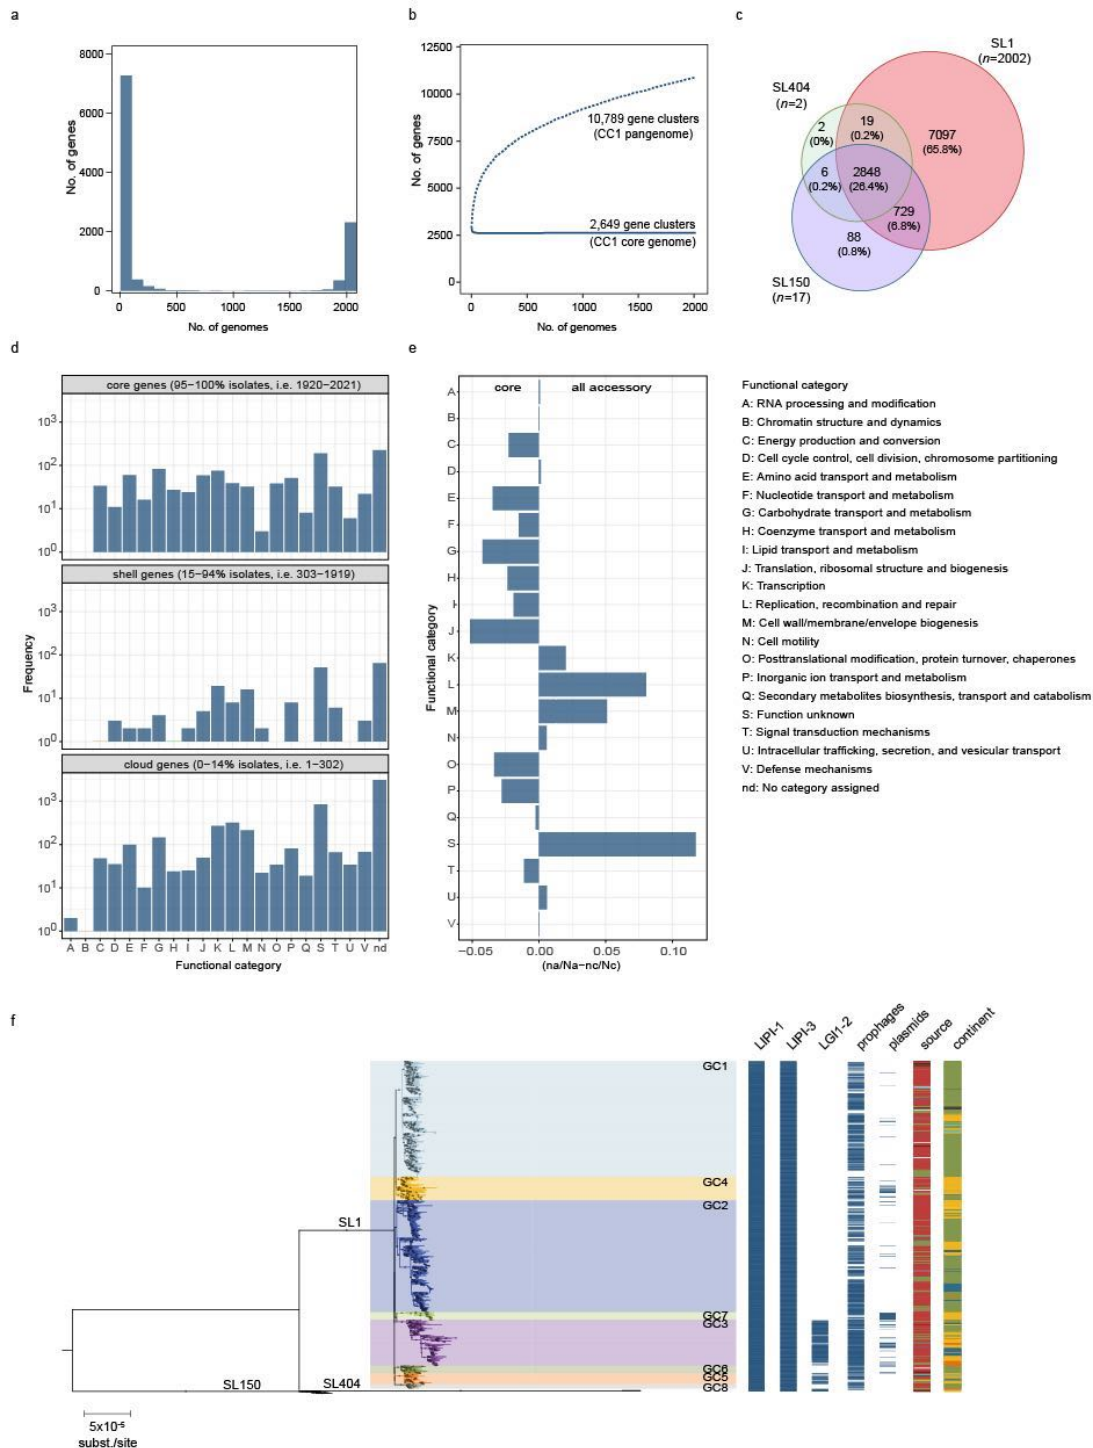 a
b
c
8000
6000
4000
2000
0
No. of genes
0
500
1000
1500
2000
No. of genomes
12500
10000
7500
5000
2500
0
No. of genes
10,789 gene clusters
(CC1 pangenome)
2,649 gene clusters
(CC1 core genome)
0
500
1000
1500
2000
No. of genomes
SL1
(n=2002)
SL404
(n=2)
2
(0%)
19
(0.2%)
7097
(65.8%)
6
(0.2%)
2848
(26.4%)
729
(6.8%)
88
(0.8%)
SL150
(n=17)
d
e
core genes (95−100% isolates, i.e. 1920−2021)
10³
10²
10¹
10⁰
shell genes (15−94% isolates, i.e. 303−1919)
10³
10²
10¹
10⁰
Frequency
cloud genes (0−14% isolates, i.e. 1−302)
10³
10²
10¹
10⁰
A B C D E F G H I J K L M N O P Q S T U V nd
Functional category
core
all accessory
A
B
C
D
E
F
G
H
I
J
K
L
M
N
O
P
Q
S
T
U
V
Functional category
−0.05
0.00
0.05
0.10
(na/Na−nc/Nc)
Functional category
A: RNA processing and modification
B: Chromatin structure and dynamics
C: Energy production and conversion
D: Cell cycle control, cell division, chromosome partitioning
E: Amino acid transport and metabolism
F: Nucleotide transport and metabolism
G: Carbohydrate transport and metabolism
H: Coenzyme transport and metabolism
I: Lipid transport and metabolism
J: Translation, ribosomal structure and biogenesis
K: Transcription
L: Replication, recombination and repair
M: Cell wall/membrane/envelope biogenesis
N: Cell motility
O: Posttranslational modification, protein turnover, chaperones
P: Inorganic ion transport and metabolism
Q: Secondary metabolites biosynthesis, transport and catabolism
S: Function unknown
T: Signal transduction mechanisms
U: Intracellular trafficking, secretion, and vesicular transport
V: Defense mechanisms
nd: No category assigned
f
LIPI-1
LIPI-3
LGI1-2
prophages
plasmids
source
continent
GC1
GC4
GC2
GC7
GC3
GC6
GC5
GC8
SL1
SL150
SL404
5x10⁻⁵
subst./site